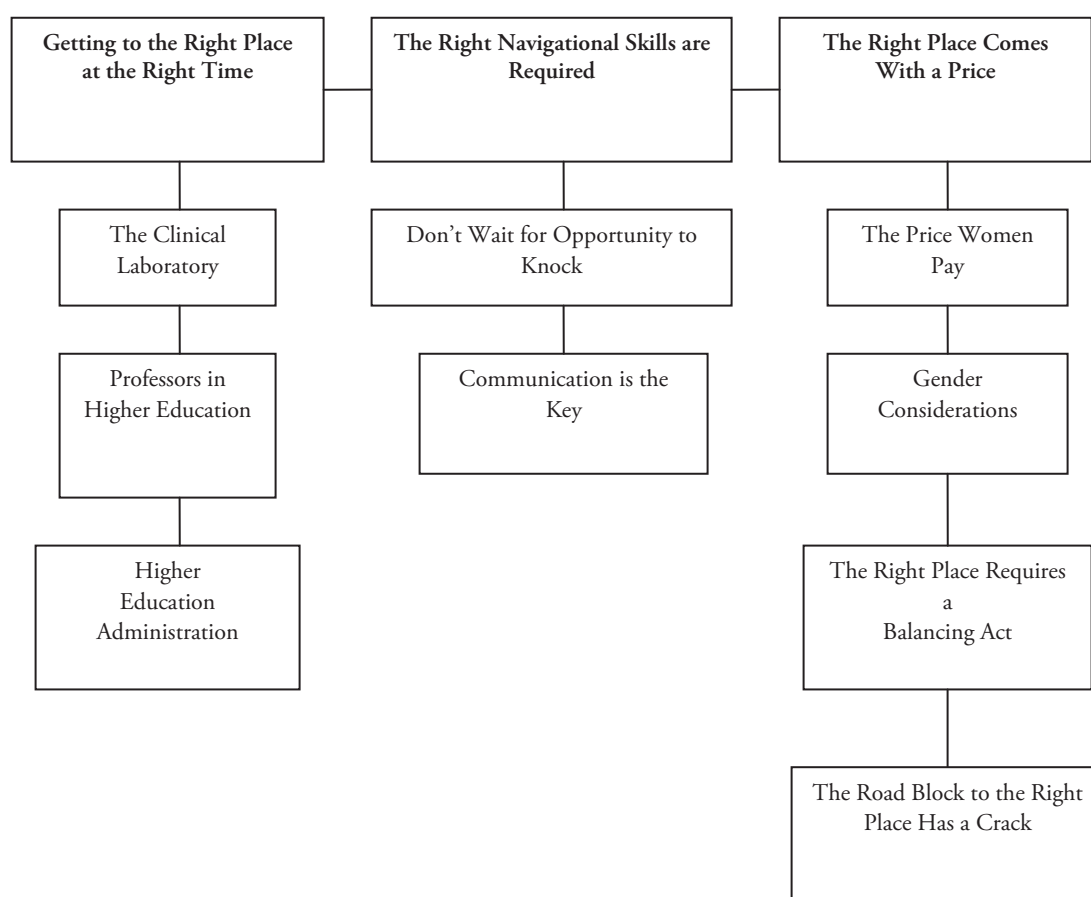 Getting to the Right Place
at the Right Time
The Clinical
Laboratory
Professors in
Higher Education
Higher
Education
Administration
The Right Navigational Skills are
Required
Don’t Wait for Opportunity to
Knock
Communication is the
Key
The Right Place Comes
With a Price
The Price Women
Pay
Gender
Considerations
The Right Place Requires
a
Balancing Act
The Road Block to the Right
Place Has a Crack